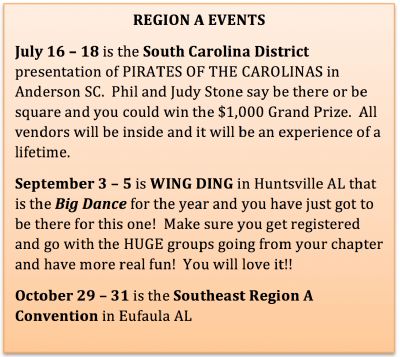 REGION A EVENTS
July 16 – 18 is the South Carolina District
presentation of PIRATES OF THE CAROLINAS in
Anderson SC.  Phil and Judy Stone say be there or be
square and you could win the $1,000 Grand Prize.  All
vendors will be inside and it will be an experience of a
lifetime.
September 3 – 5 is WING DING in Huntsville AL that
is the Big Dance for the year and you have just got to
be there for this one!  Make sure you get registered
and go with the HUGE groups going from your chapter
and have more real fun!  You will love it!!
October 29 – 31 is the Southeast Region A
Convention in Eufaula AL